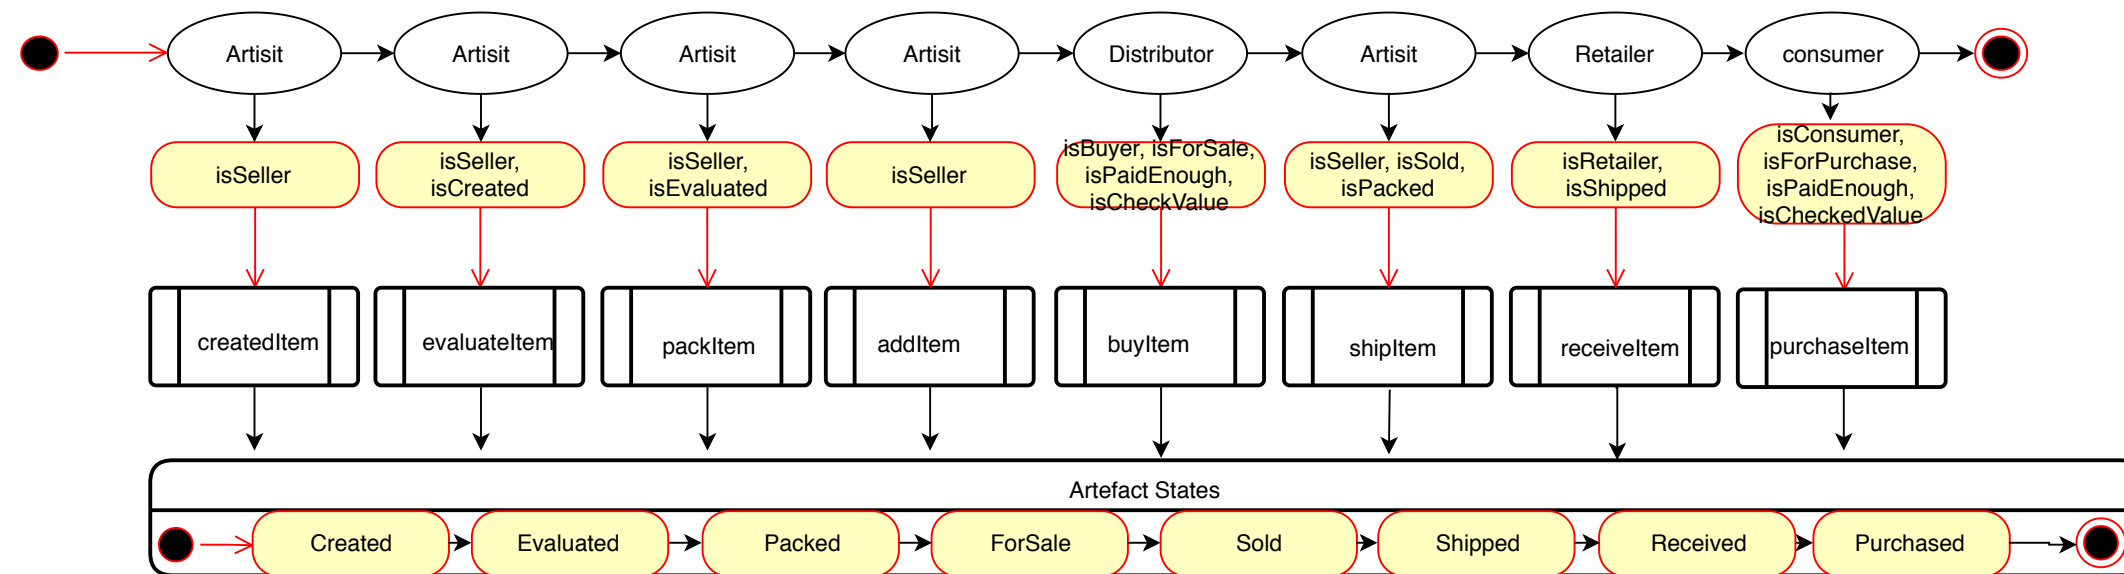 Artisit
Artisit
Artisit
Artisit
Distributor
Artisit
Retailer
consumer
isSeller
isSeller,
isCreated
isSeller,
isEvaluated
isSeller
isBuyer, isForSale,
isPaidEnough,
isCheckValue
isSeller, isSold,
isPacked
isRetailer,
isShipped
isConsumer,
isForPurchase,
isPaidEnough,
isCheckedValue
createdItem
evaluateItem
packItem
addItem
buyItem
shipItem
receiveItem
purchaseItem
Artefact States
Created
Evaluated
Packed
ForSale
Sold
Shipped
Received
Purchased